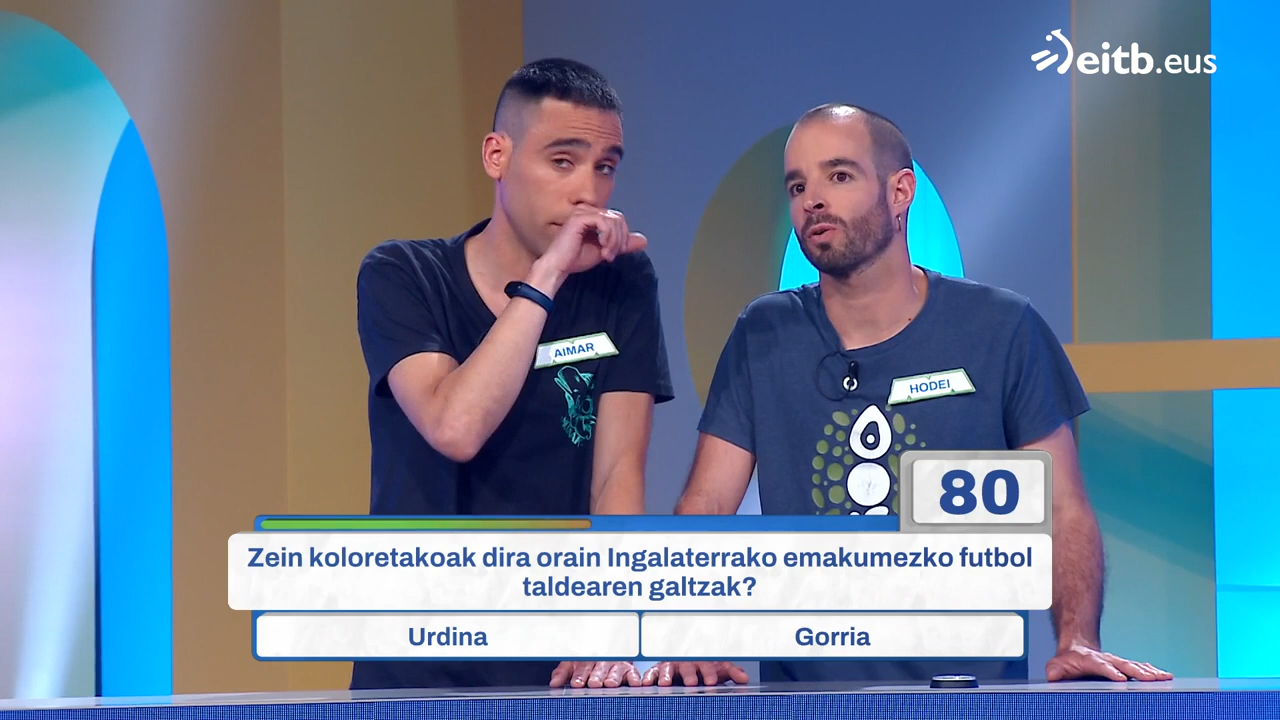 eitb.eus
AIMAR
HODEI
80
Zein koloretakoak dira orain Ingalaterrako emakumezko futbol
taldearen galtzak?
Urdina
Gorria